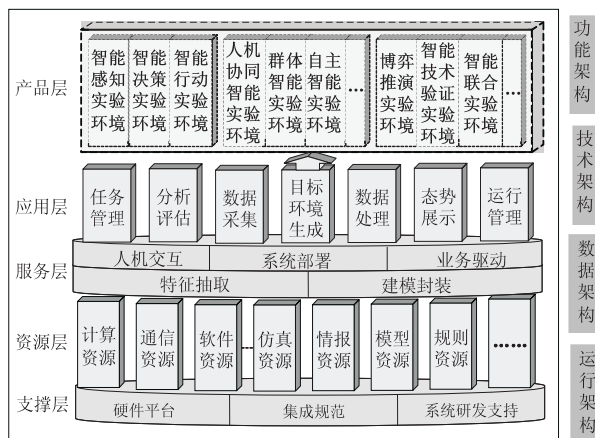 产品层
智能感知实验环境
智能决策实验环境
智能行动实验环境
人机协同智能实验环境
群体智能实验环境
自主智能实验环境
…
博弈推演实验环境
智能技术验证实验环境
智能联合实验环境
…
应用层
任务管理
分析评估
数据采集
目标环境生成
数据处理
态势展示
运行管理
服务层
人机交互
系统部署
业务驱动
特征抽取
建模封装
资源层
计算资源
通信资源
软件资源
…
仿真资源
情报资源
模型资源
规则资源
……
支撑层
硬件平台
集成规范
系统研发支持
功能架构
技术架构
数据架构
运行架构